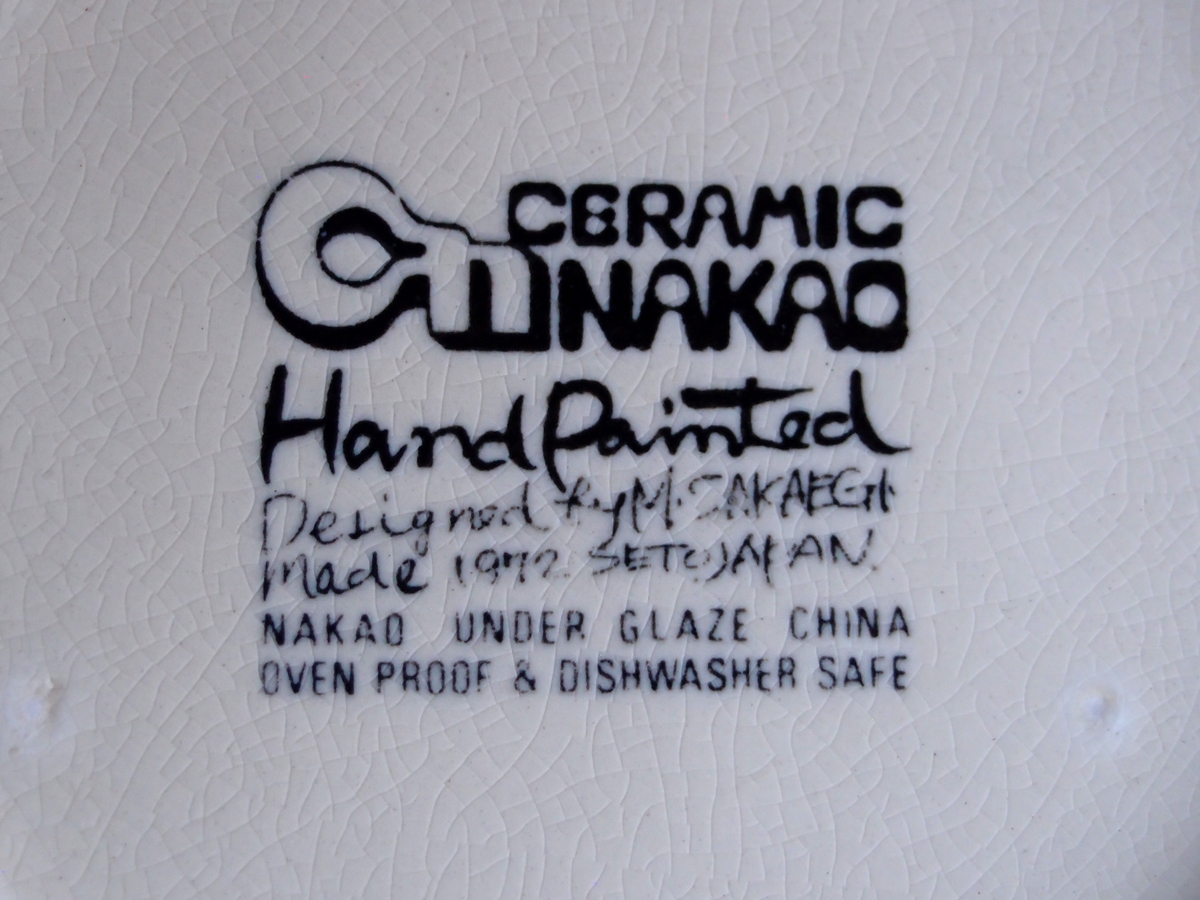 CERAMIC
NAKAO
Hand Painted
Designed by M. SAKAEGI
Made 1972 SETO JAPAN
NAKAO UNDER GLAZE CHINA
OVEN PROOF & DISHWASHER SAFE